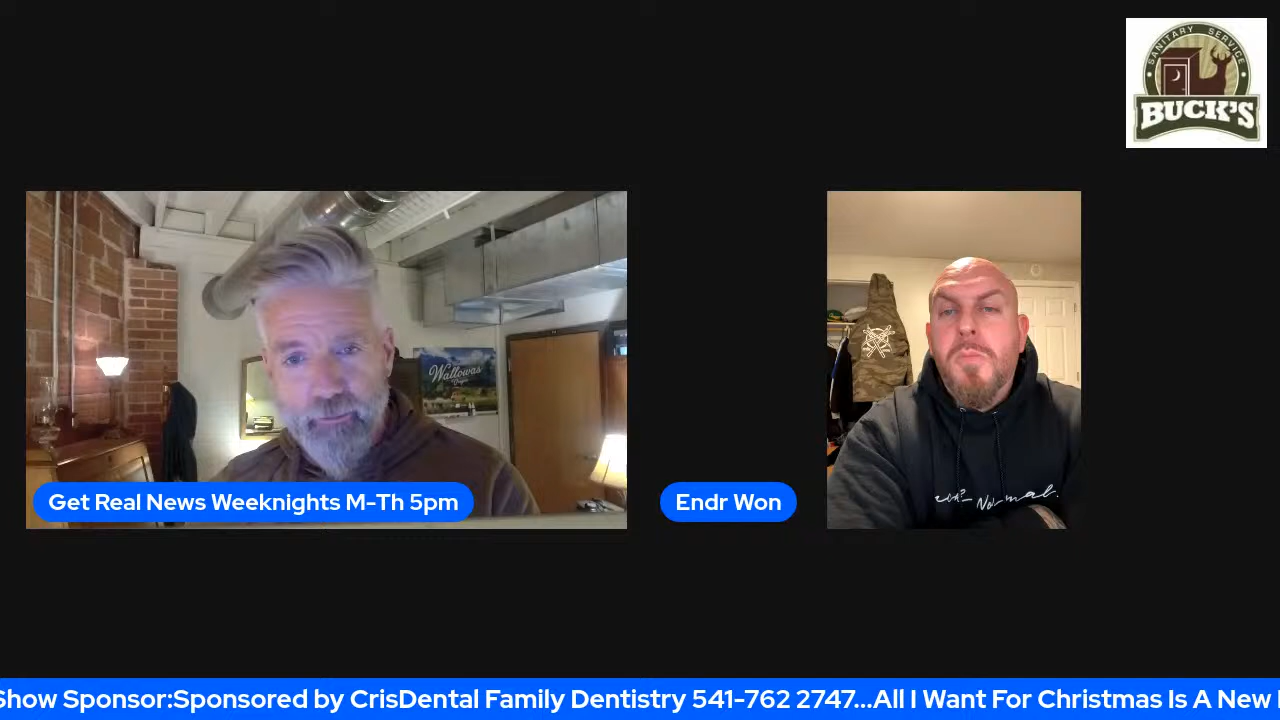 SANITARY SERVICE
BUCK'S
Wallowas
Get Real News Weeknights M-Th 5pm
Endr Won
Normal.
Show Sponsor:Sponsored by CrisDental Family Dentistry 541-762 2747...All I Want For Christmas Is A New